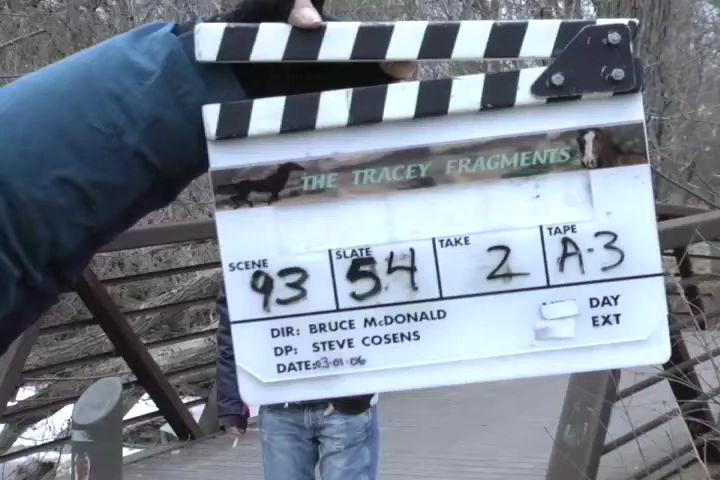 THE TRACEY FRAGMENTS
SCENE 93 SLATE 54 TAKE 2 TAPE A-3
DIR: BRUCE McDONALD
DP: STEVE COSENS
DATE: 03-01-06
DAY
EXT